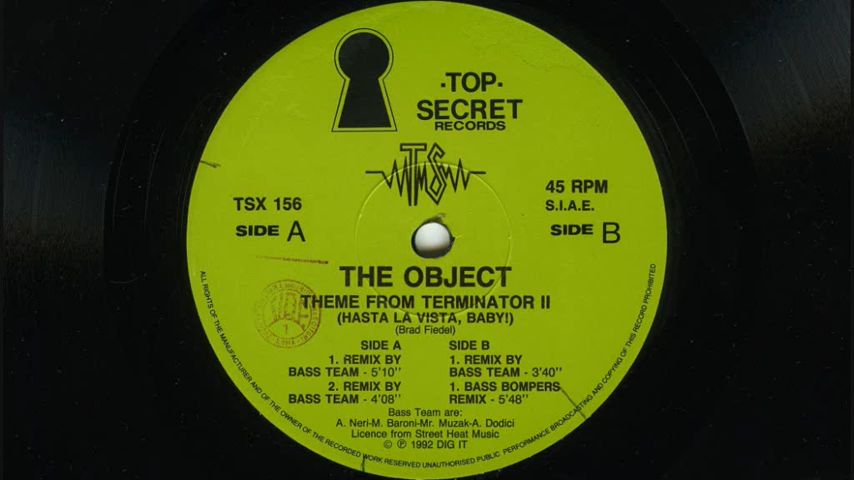 ·TOP·
SECRET
RECORDS
TMS
TSX 156
45 RPM
S.I.A.E.
SIDE A
SIDE B
THE OBJECT
THEME FROM TERMINATOR II
(HASTA LA VISTA, BABY!)
(Brad Fiedel)
SIDE A
1. REMIX BY
BASS TEAM - 5'10''
2. REMIX BY
BASS TEAM - 4'08''
SIDE B
1. REMIX BY
BASS TEAM - 3'40''
1. BASS BOMPERS
REMIX - 5'48''
Bass Team are:
A. Neri-M. Baroni-Mr. Muzak-A. Dodici
Licence from Street Heat Music
© ℗ 1992 DIG IT
ALL RIGHTS OF THE MANUFACTURER AND OF THE OWNER OF THE RECORDED WORK RESERVED UNAUTHORISED PUBLIC PERFORMANCE BROADCASTING AND COPYING OF THIS RECORD PROHIBITED